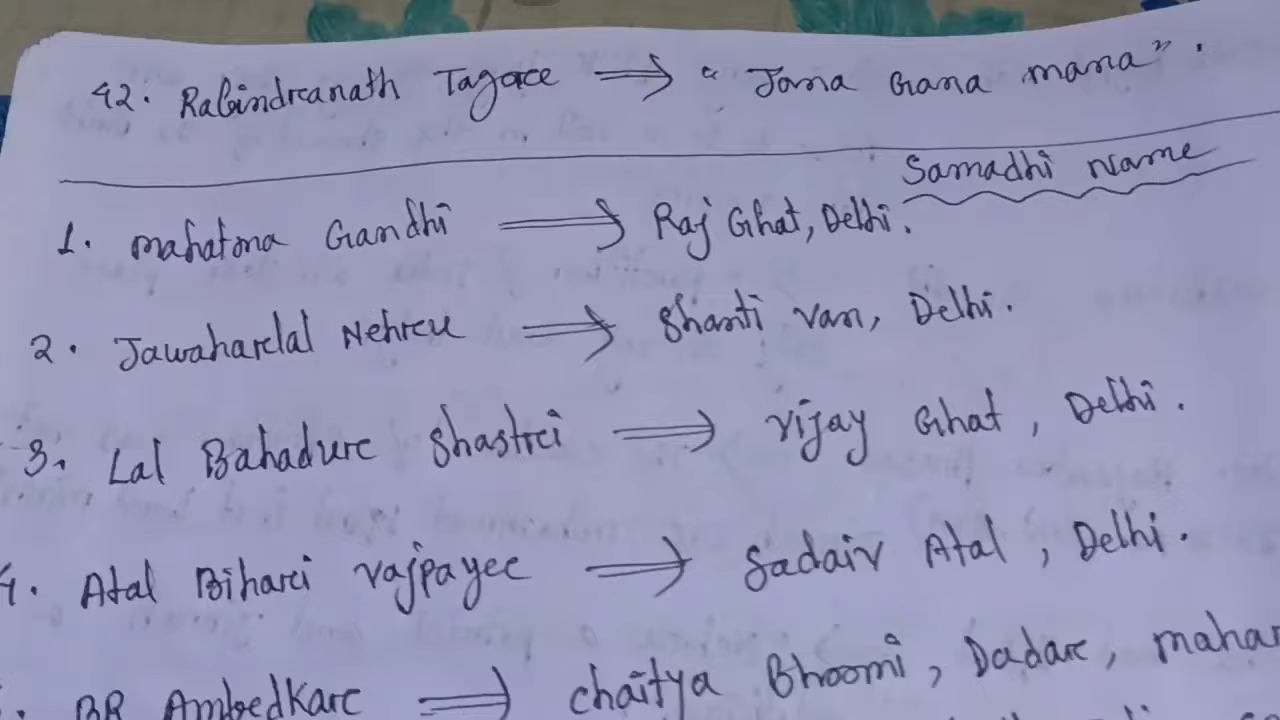 42. Rabindranath Tagore ⇒ "Jana Gana mana".
Samadhi Name
1. Mahatma Gandhi ⇒ Raj Ghat, Delhi.
2. Jawaharlal Nehru ⇒ Shanti Van, Delhi.
3. Lal Bahadur Shastri ⇒ Vijay Ghat, Delhi.
4. Atal Bihari Vajpayee ⇒ Sadaiv Atal, Delhi.
BR Ambedkar ⇒ Chaitya Bhoomi, Dadar, mahar